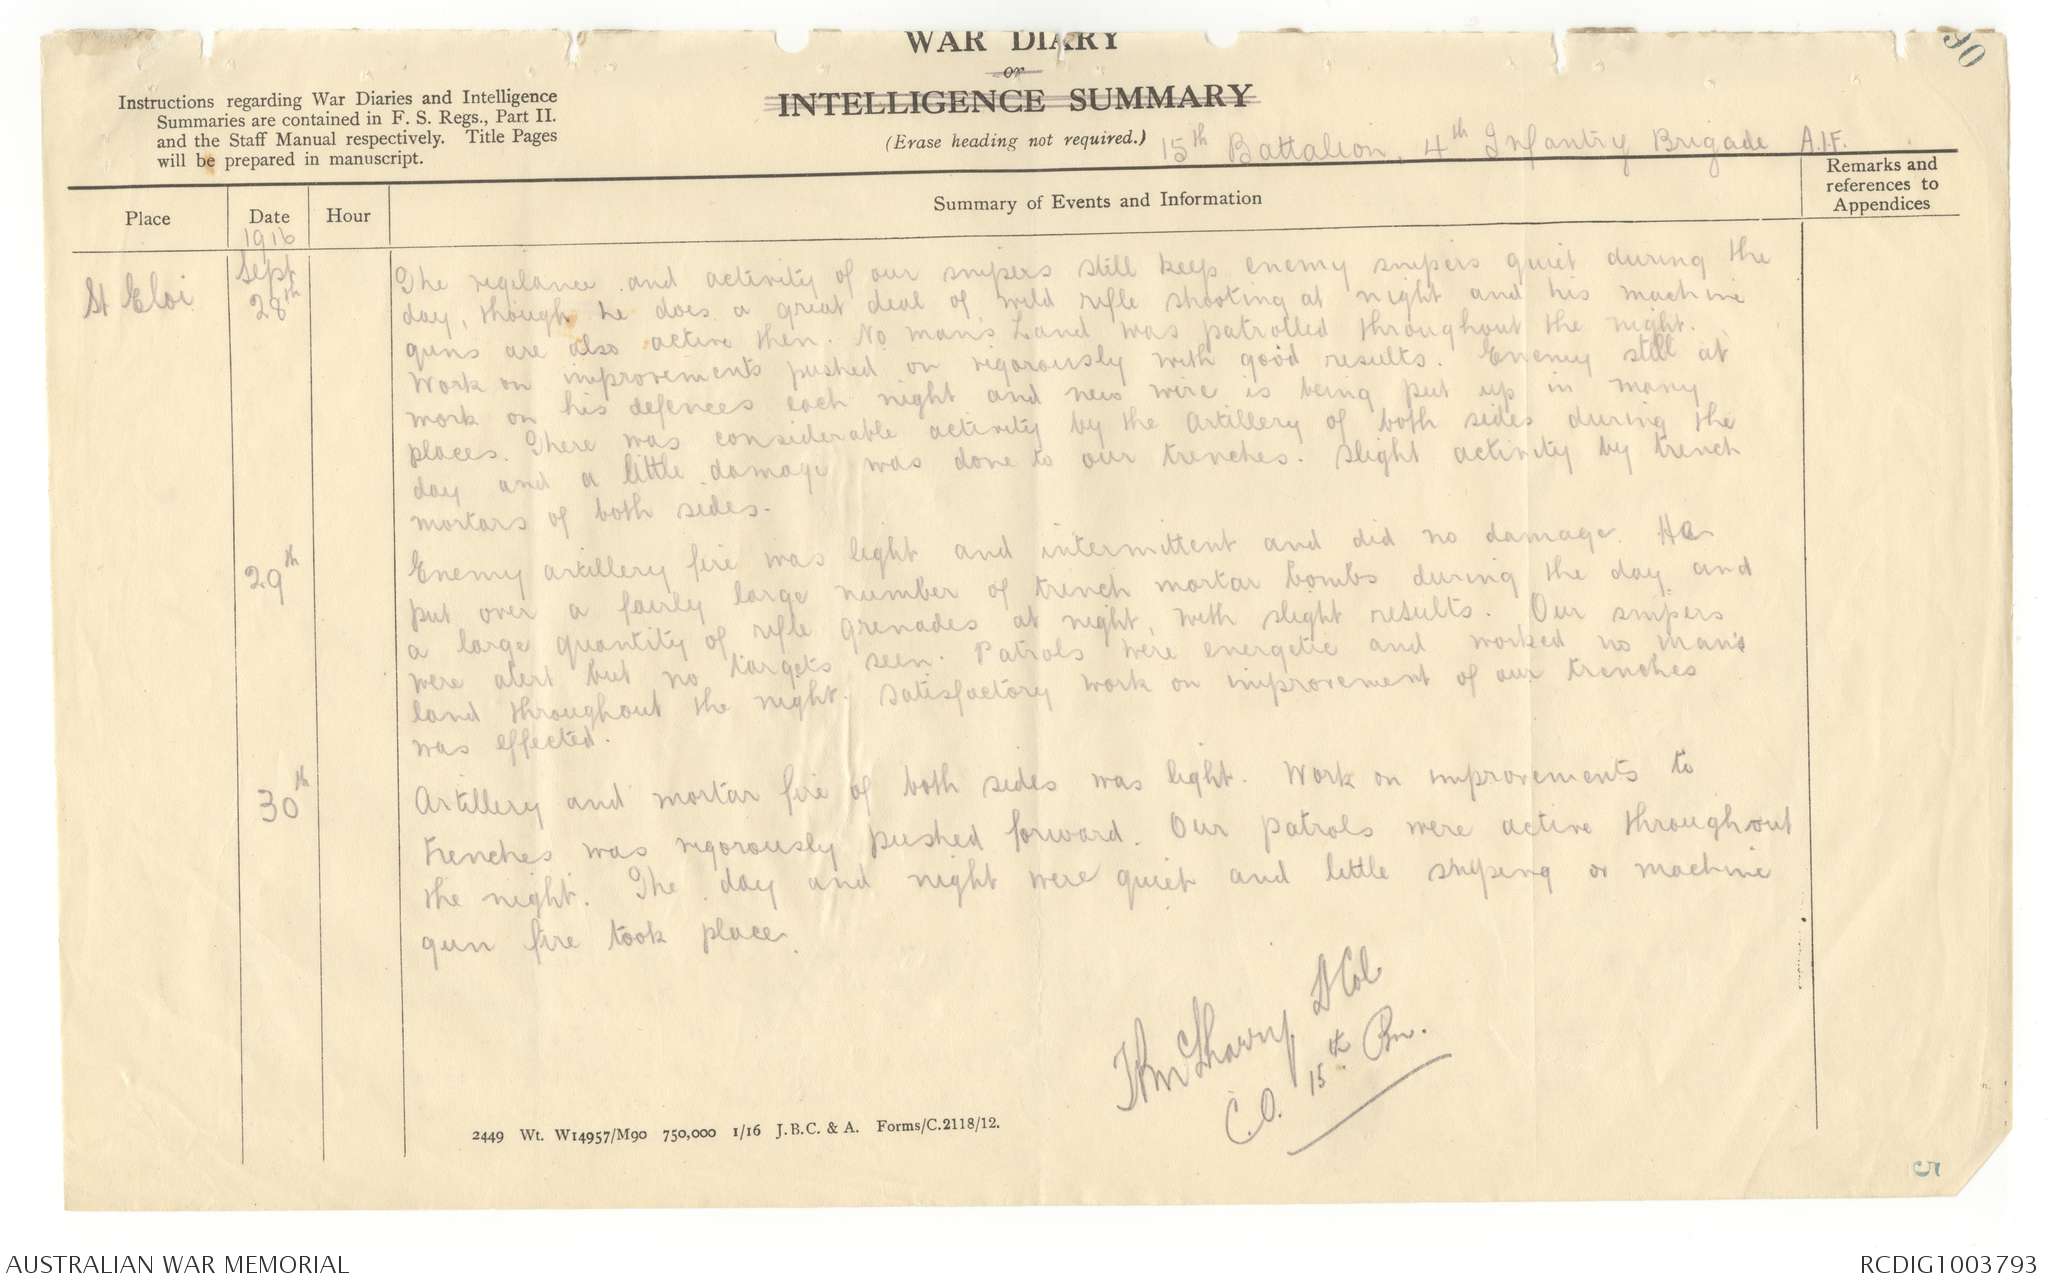 WAR DIARY
or
INTELLIGENCE SUMMARY
(Erase heading not required.)
90
Instructions regarding War Diaries and Intelligence
Summaries are contained in F. S. Regs., Part II.
and the Staff Manual respectively. Title Pages
will be prepared in manuscript.
15th Battalion, 4th Infantry Brigade A.I.F.
Place
Date
Hour
Summary of Events and Information
Remarks and
references to
Appendices
1916
St Eloi
Sept
28th
The vigilance and activity of our snipers still keep enemy snipers quiet during the
day, though he does a great deal of wild rifle shooting at night and his machine
guns are also active then. No man's Land was patrolled throughout the night.
Work on improvements pushed on vigorously with good results. Enemy still at
work on his defences each night and new wire is being put up in many
places. There was considerable activity by the Artillery of both sides during the
day and a little damage was done to our trenches. Slight activity by trench
mortars of both sides.
29th
Enemy artillery fire was light and intermittent and did no damage. He
put over a fairly large number of trench mortar bombs during the day and
a large quantity of rifle grenades at night, with slight results. Our snipers
were alert but no targets seen. Patrols were energetic and worked no man's
land throughout the night. Satisfactory work on improvement of our trenches
was effected.
30th
Artillery and mortar fire of both sides was light. Work on improvements to
trenches was vigorously pushed forward. Our patrols were active throughout
the night. The day and night were quiet and little sniping or machine
gun fire took place.
Lt Col
C.O. 15th Bn.
2449 Wt. W14957/M90 750,000 1/16 J.B.C. & A. Forms/C.2118/12.
5
AUSTRALIAN WAR MEMORIAL
RCDIG1003793